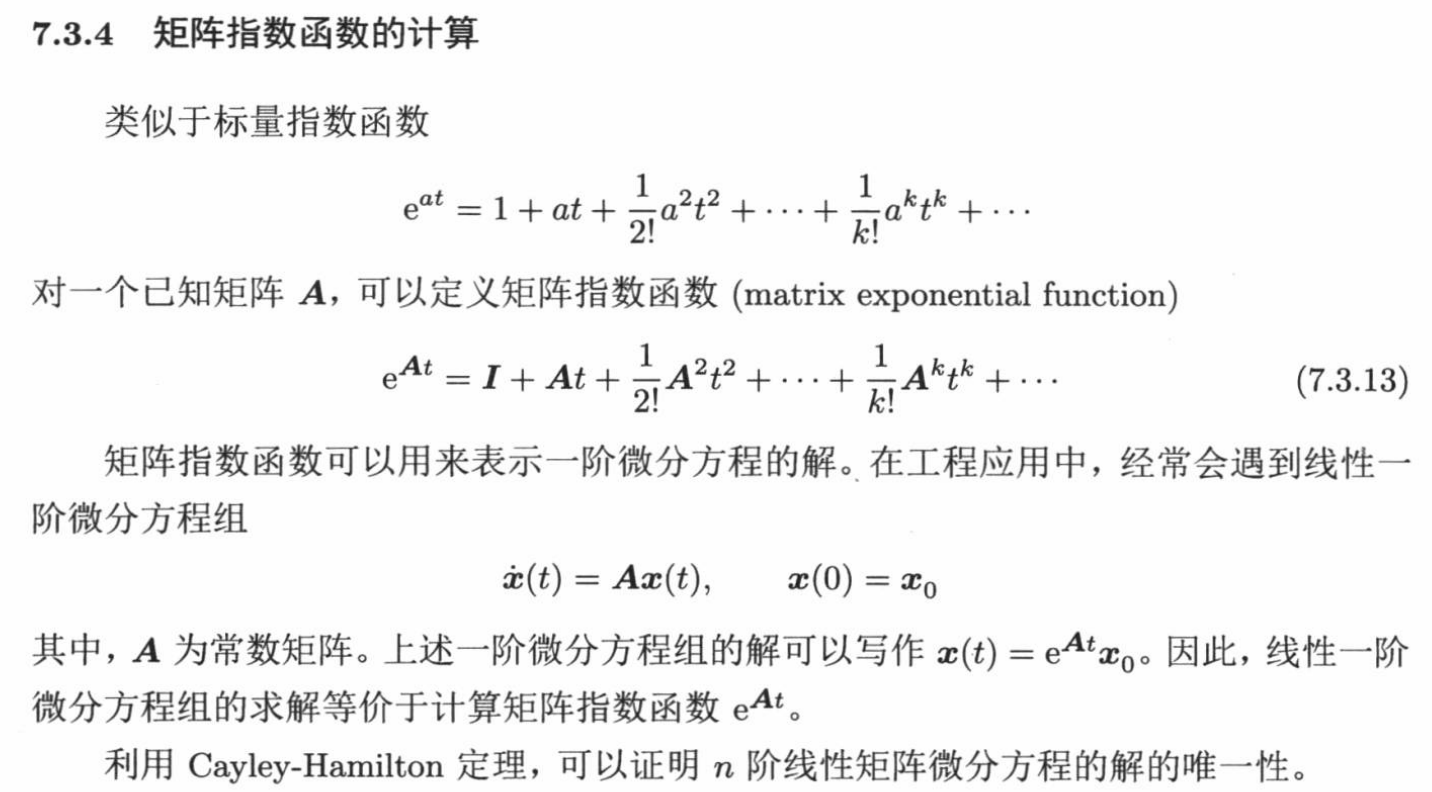 7.3.4 矩阵指数函数的计算
类似于标量指数函数
e^{at} = 1 + at + \frac{1}{2!}a^2t^2 + \cdots + \frac{1}{k!}a^kt^k + \cdots
对一个已知矩阵 A，可以定义矩阵指数函数 (matrix exponential function)
e^{At} = I + At + \frac{1}{2!}A^2t^2 + \cdots + \frac{1}{k!}A^kt^k + \cdots (7.3.13)
矩阵指数函数可以用来表示一阶微分方程的解。在工程应用中，经常会遇到线性一
阶微分方程组
\dot{x}(t) = Ax(t), x(0) = x_0
其中，A 为常数矩阵。上述一阶微分方程组的解可以写作 x(t) = e^{At}x_0。因此，线性一阶
微分方程组的求解等价于计算矩阵指数函数 e^{At}。
利用 Cayley-Hamilton 定理，可以证明 n 阶线性矩阵微分方程的解的唯一性。